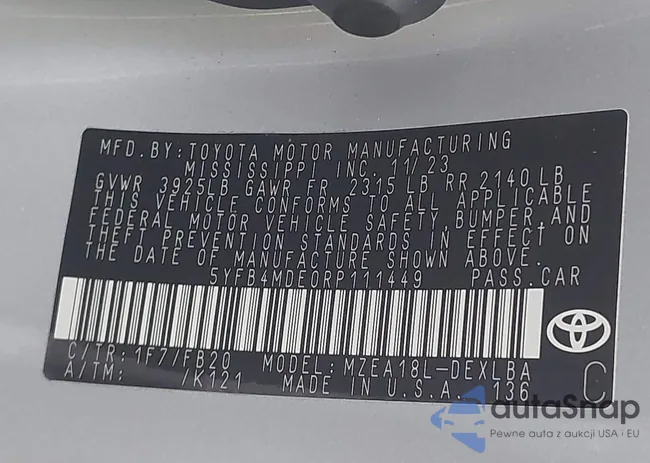 MFD.BY:TOYOTA MOTOR MANUFACTURING
MISSISSIPPI INC. 11/23
GVWR 3925LB GAWR FR 2315 LB RR 2140 LB
THIS VEHICLE CONFORMS TO ALL APPLICABLE
FEDERAL MOTOR VEHICLE SAFETY, BUMPER, AND
THEFT PREVENTION STANDARDS IN EFFECT ON
THE DATE OF MANUFACTURE SHOWN ABOVE.
5YFB4MDE0RP111449 PASS.CAR
C/TR: 1F7/FB20 MODEL: MZEA18L-DEXLBA
A/TM: /K121 MADE IN U.S.A. 136 C
autoSnap
Pewne auta z aukcji USA i EU